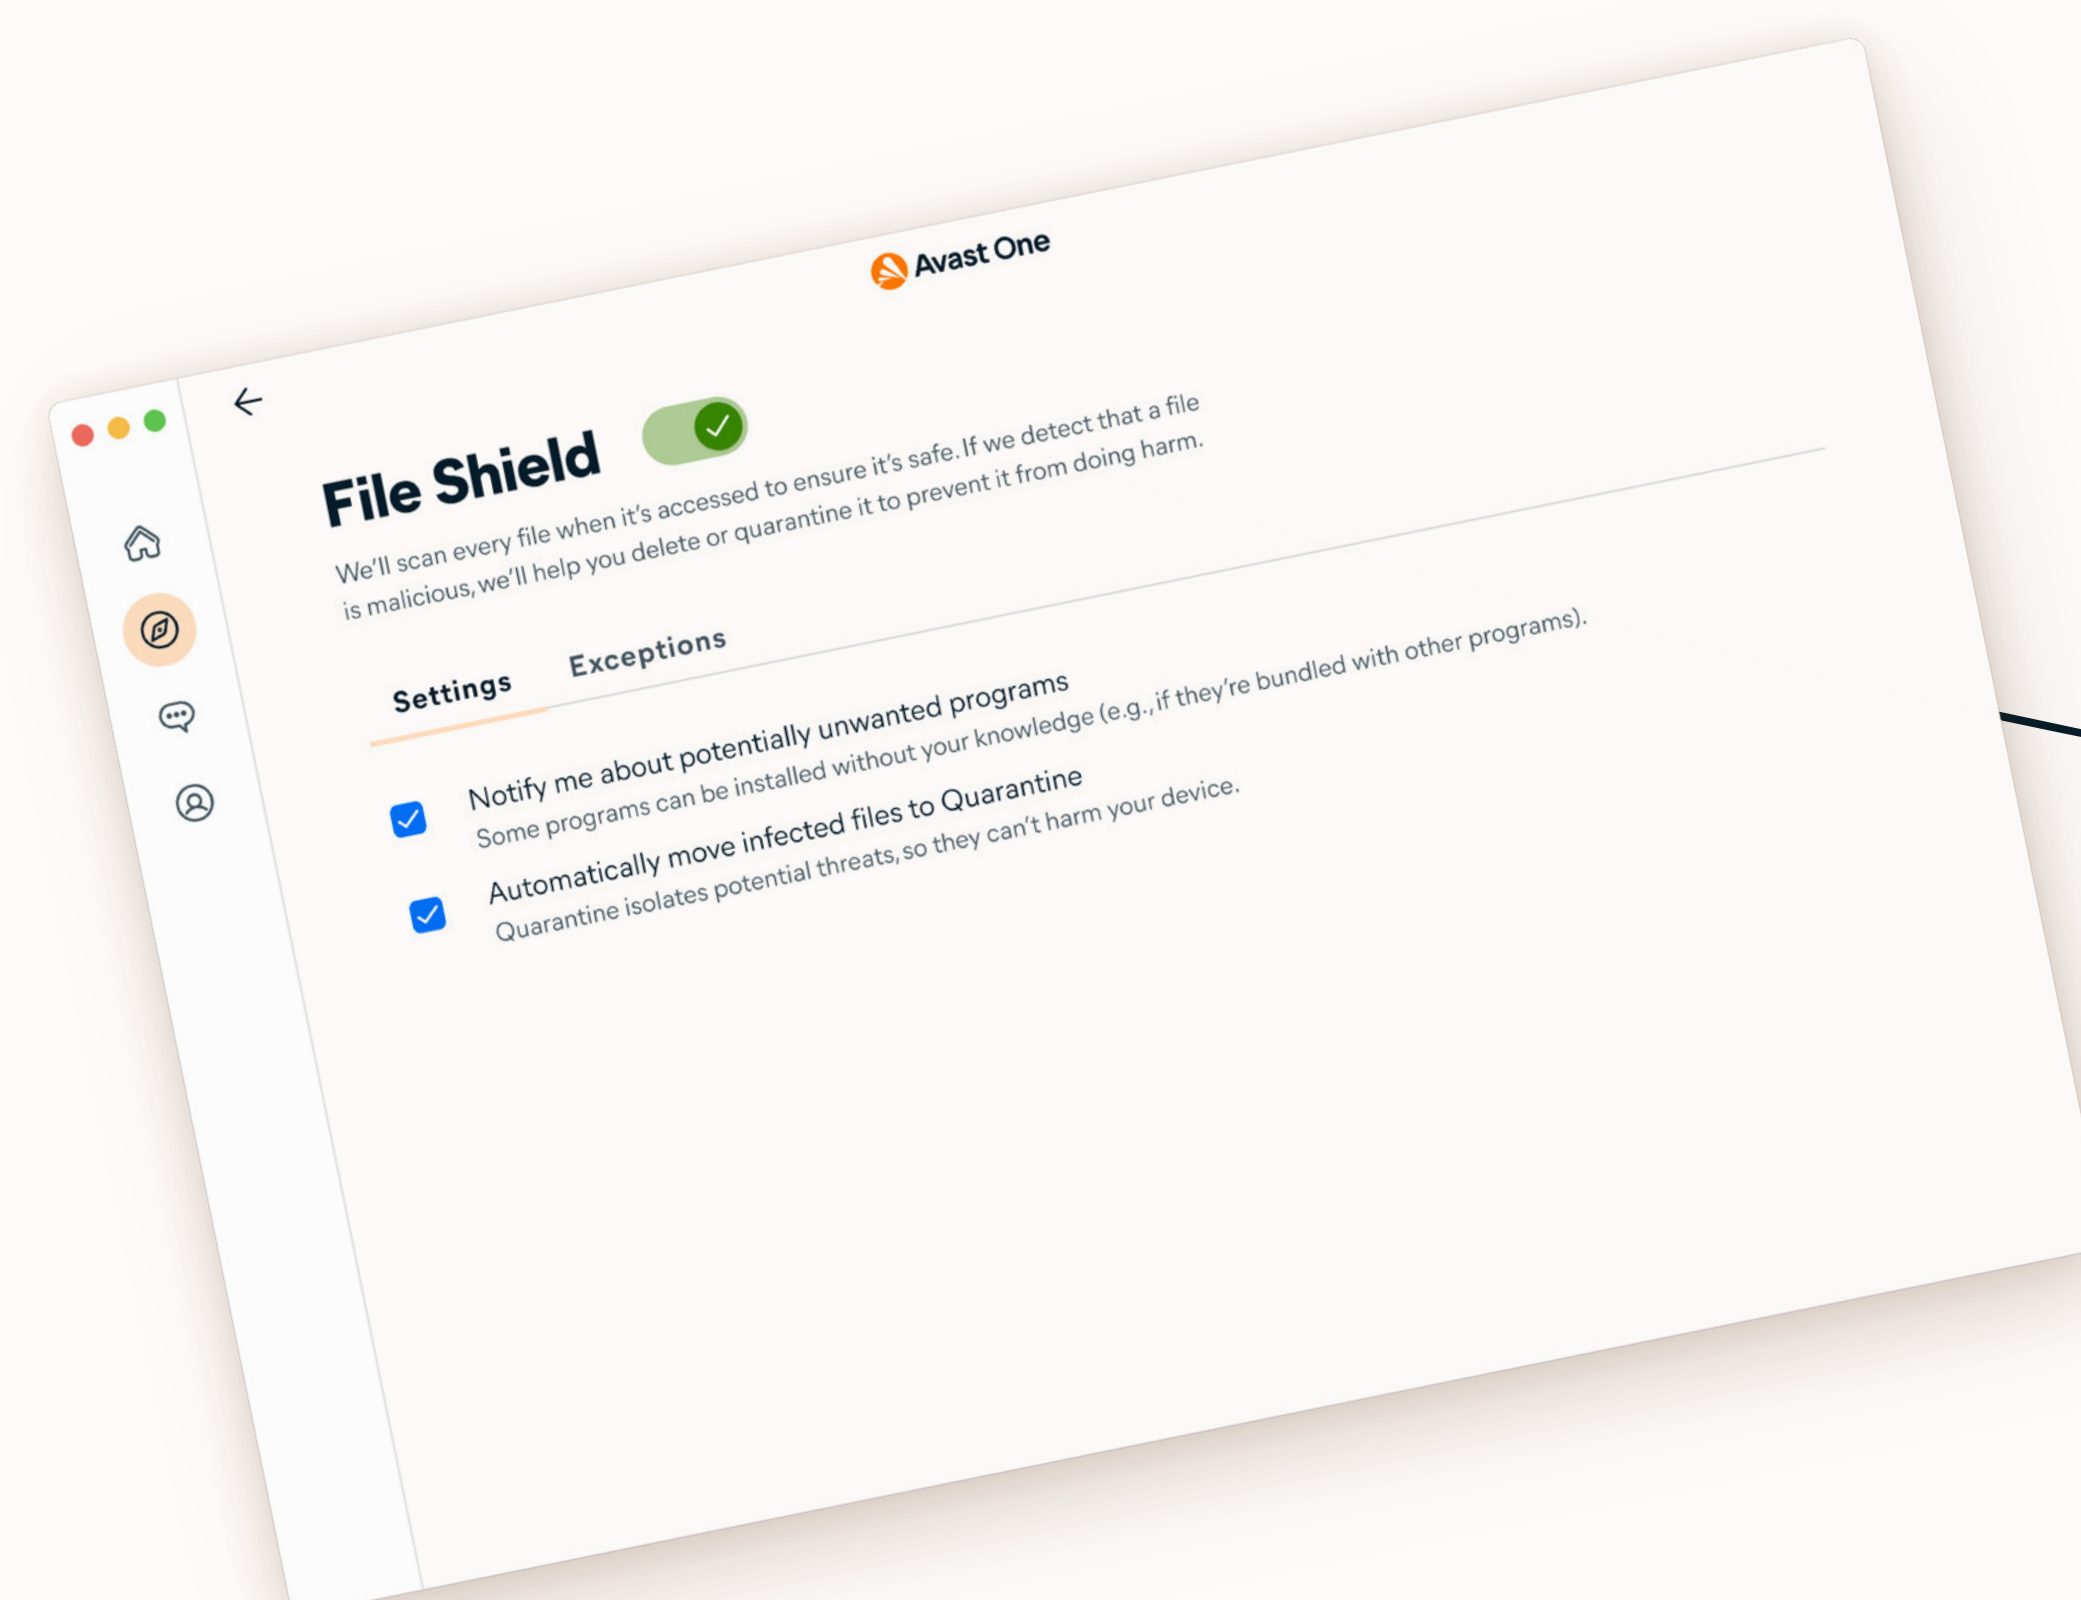 Avast One
File Shield
We’ll scan every file when it’s accessed to ensure it’s safe. If we detect that a file
is malicious, we’ll help you delete or quarantine it to prevent it from doing harm.
Settings
Exceptions
Notify me about potentially unwanted programs
Some programs can be installed without your knowledge (e.g., if they’re bundled with other programs).
Automatically move infected files to Quarantine
Quarantine isolates potential threats, so they can’t harm your device.